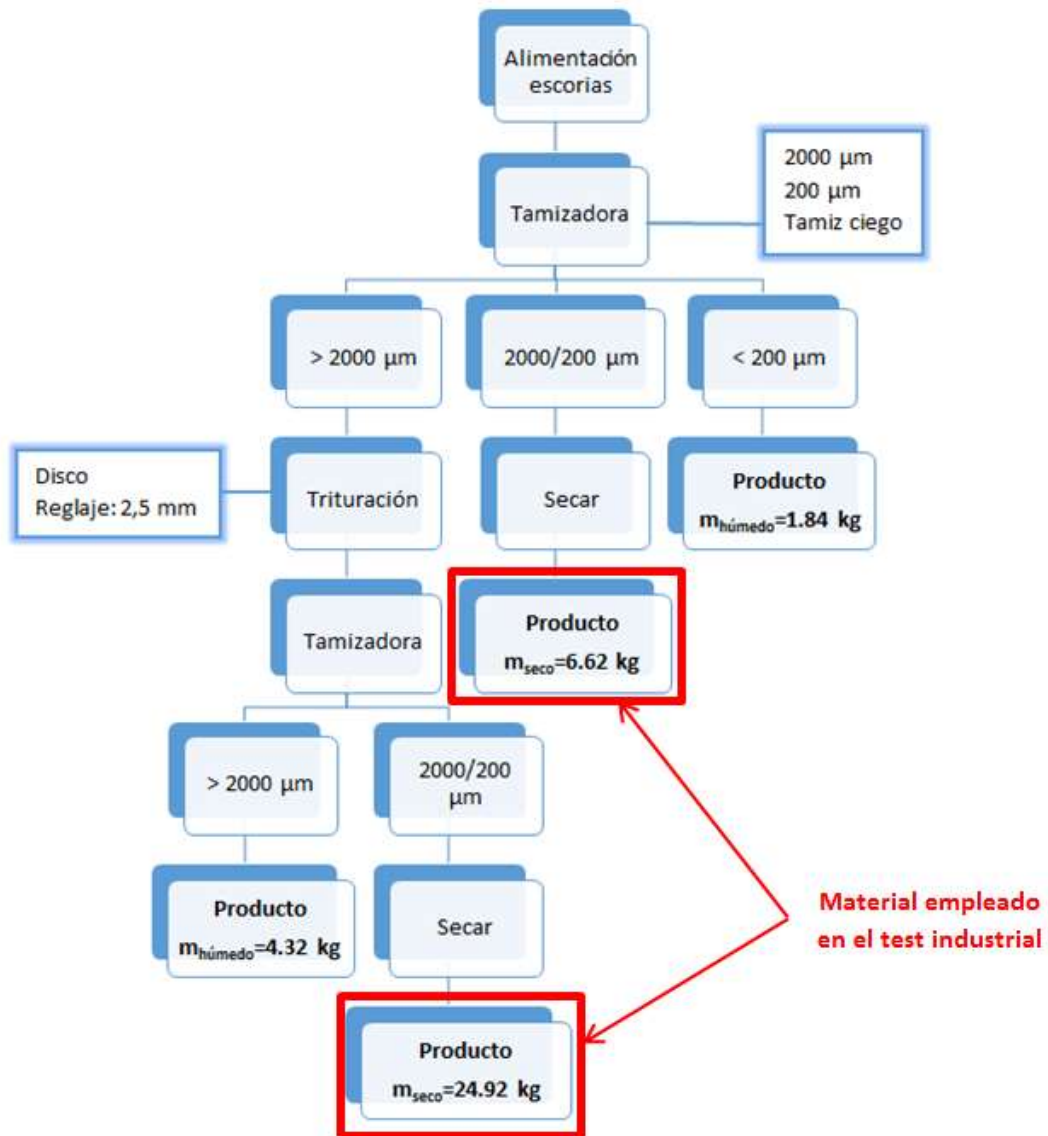 Alimentación
escorias
Tamizadora
2000 µm
200 µm
Tamiz ciego
> 2000 µm
2000/200 µm
< 200 µm
Disco
Reglaje: 2,5 mm
Trituración
Secar
Producto
mhúmedo=1.84 kg
Tamizadora
Producto
mseco=6.62 kg
> 2000 µm
2000/200
µm
Producto
mhúmedo=4.32 kg
Secar
Material empleado
en el test industrial
Producto
mseco=24.92 kg